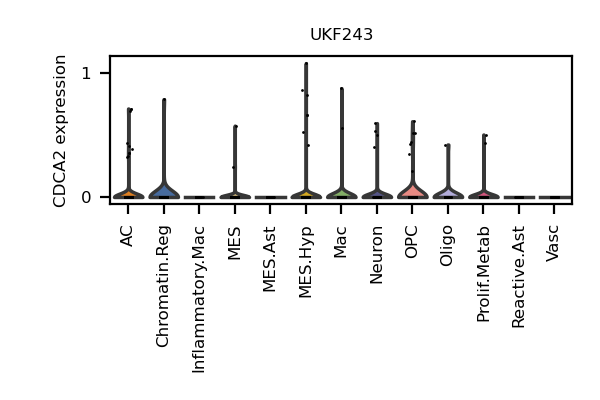 UKF243
CDCA2 expression
1
0
AC
Chromatin.Reg
Inflammatory.Mac
MES
MES.Ast
MES.Hyp
Mac
Neuron
OPC
Oligo
Prolif.Metab
Reactive.Ast
Vasc